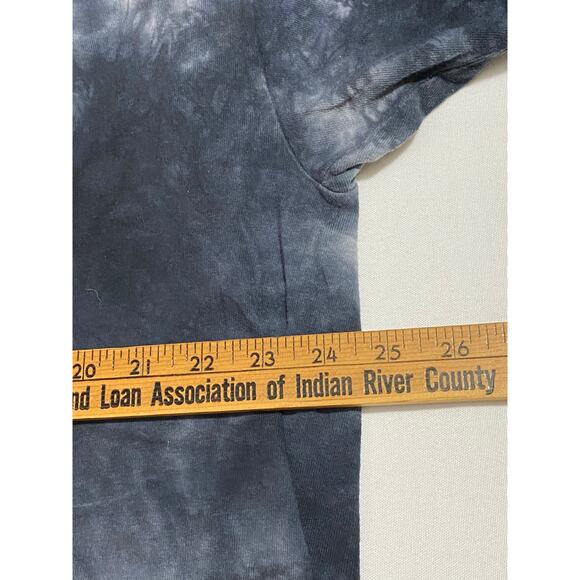 20 21 22 23 24 25 26
nd Loan Association of Indian River County